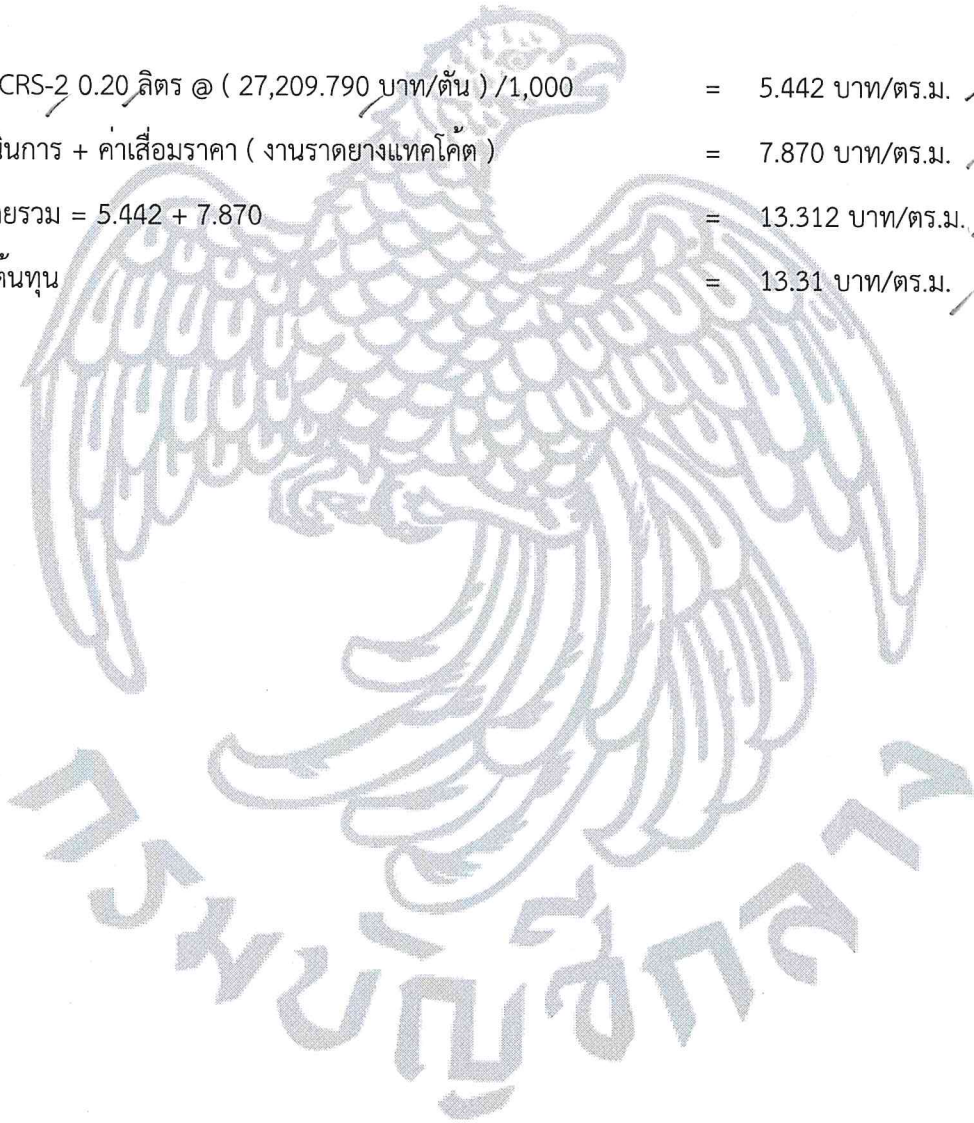 CRS-2 0.20 ลิตร @ ( 27,209.790 บาท/ตัน ) /1,000 = 5.442 บาท/ตร.ม.
นินการ + ค่าเสื่อมราคา ( งานราดยางแทคโค้ต ) = 7.870 บาท/ตร.ม.
ยรวม = 5.442 + 7.870 = 13.312 บาท/ตร.ม.
ต้นทุน = 13.31 บาท/ตร.ม.
กรมบัญชีกลาง